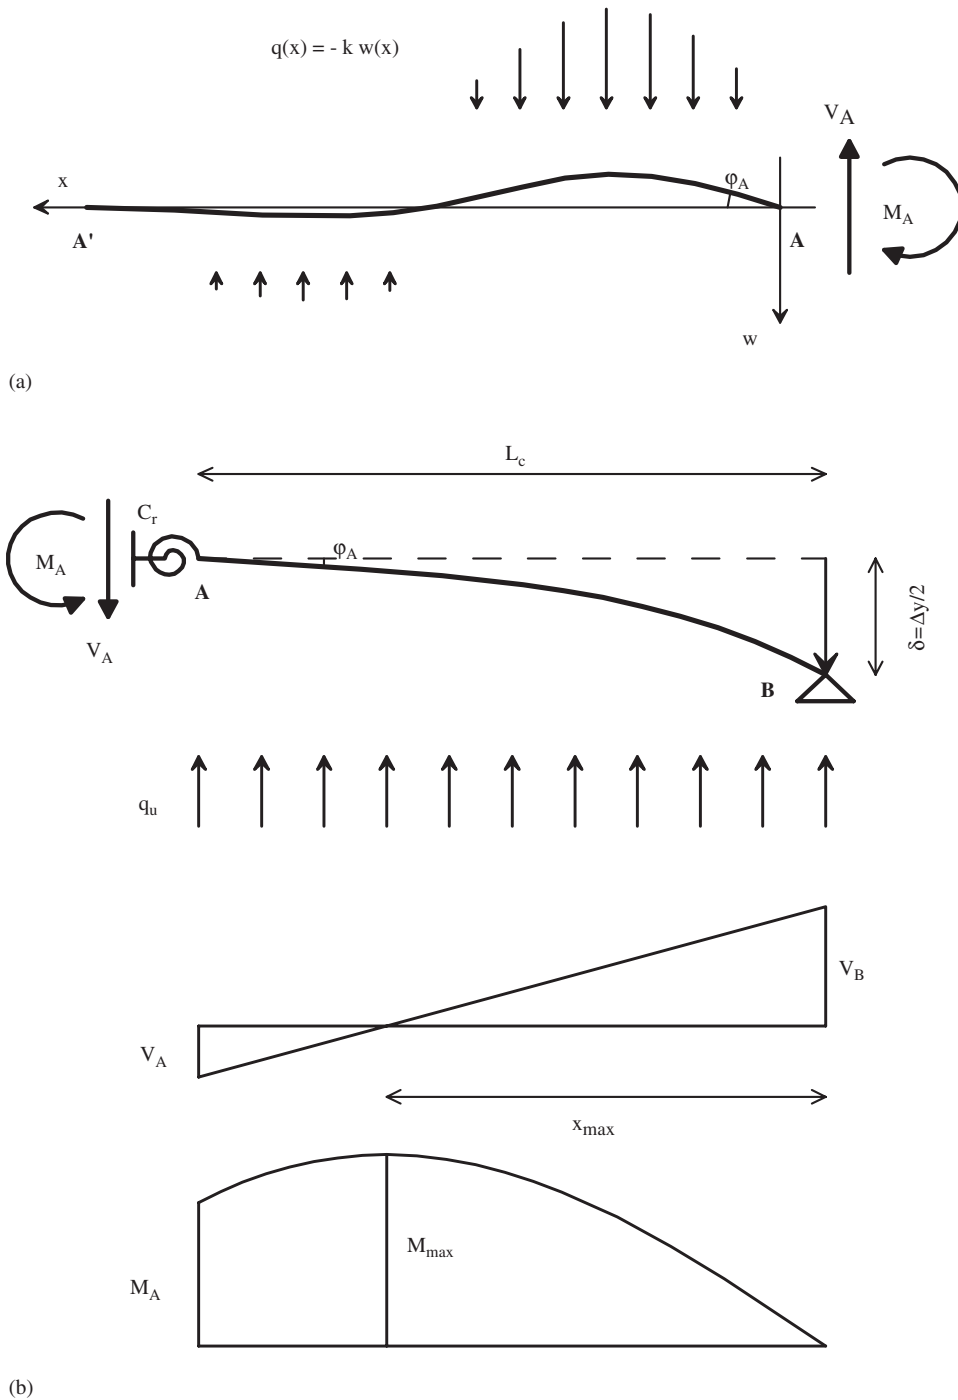 q(x) = - k w(x)
V_A
x
φ_A
M_A
A'
A
w
(a)
L_c
C_r
φ_A
M_A
A
δ=Δy/2
V_A
B
q_u
V_B
V_A
x_max
M_max
M_A
(b)